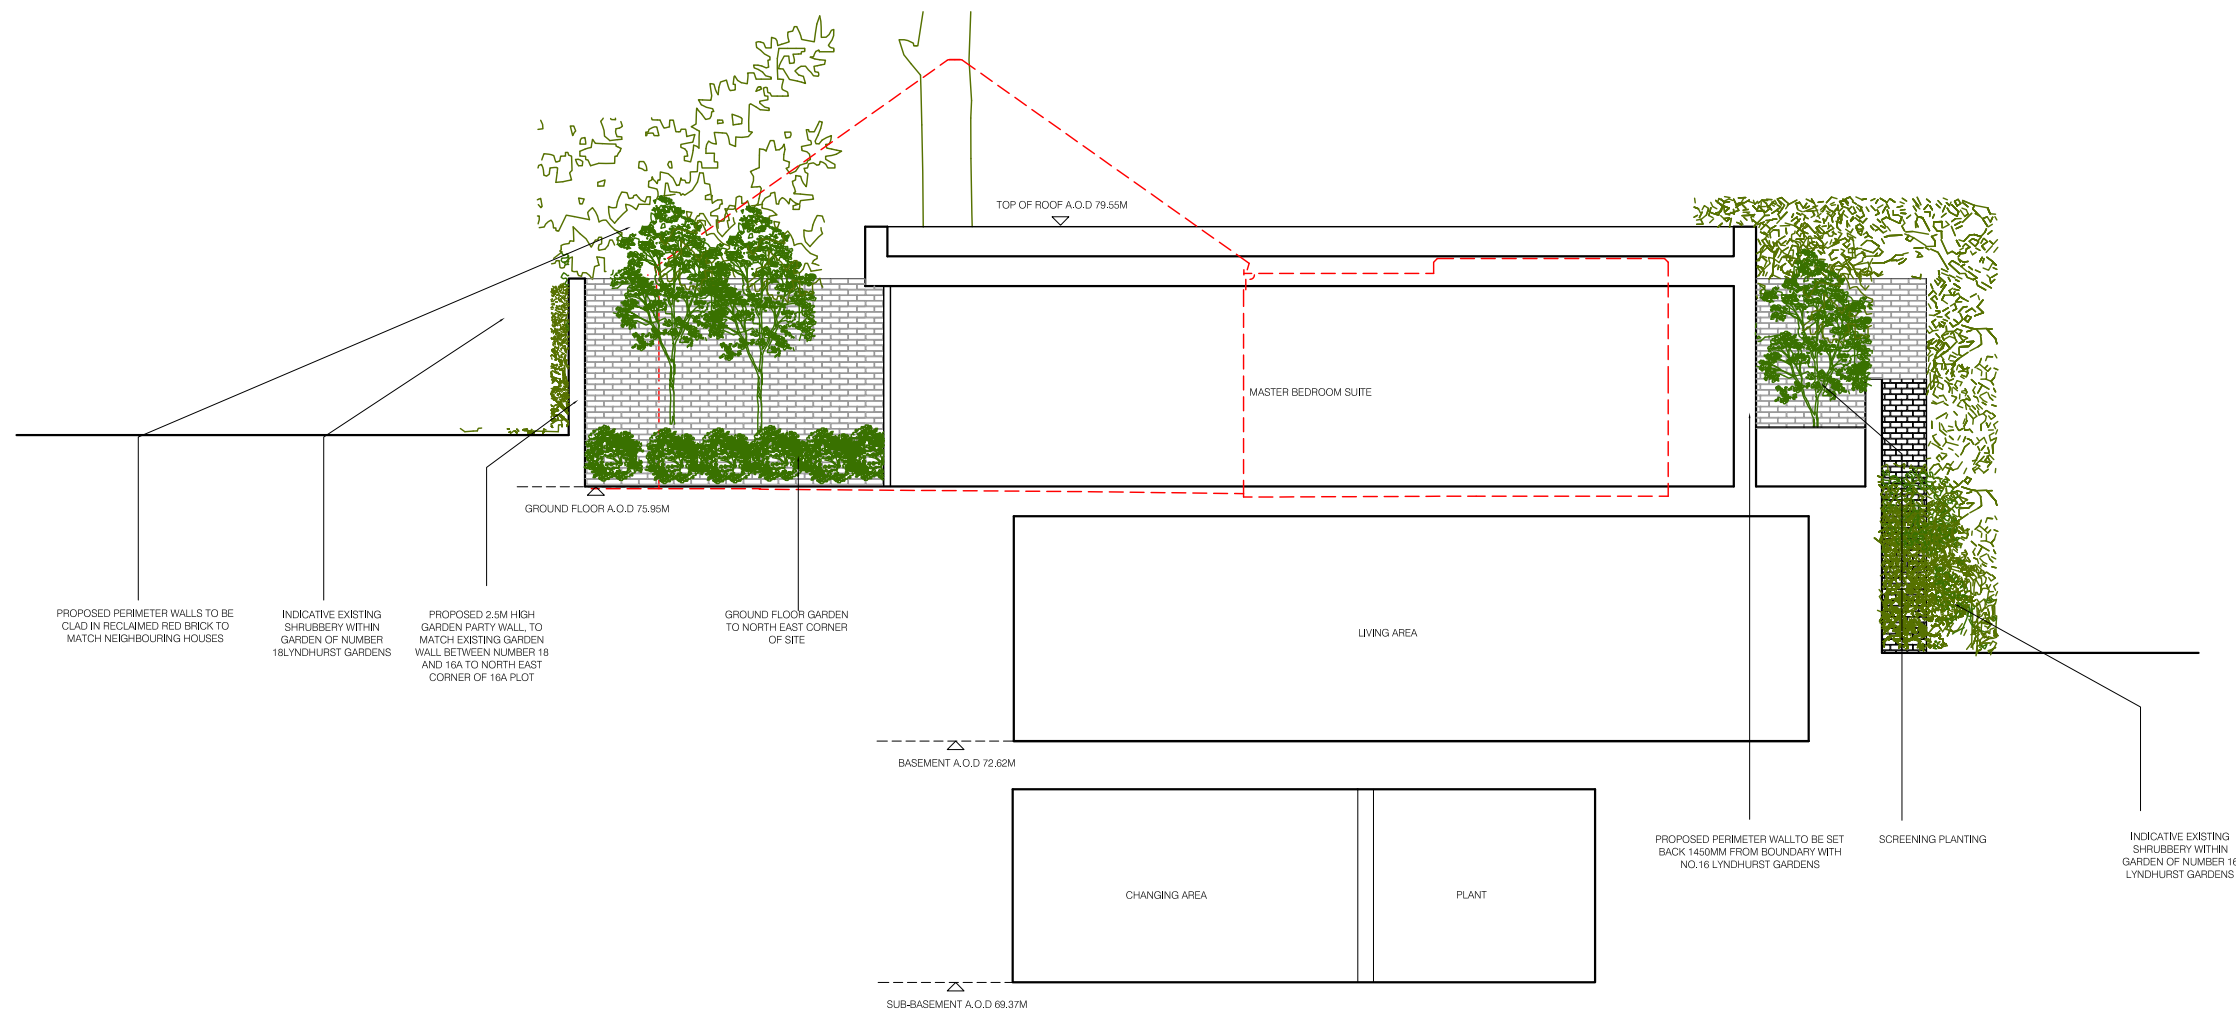 TOP OF ROOF A.O.D 79.55M
MASTER BEDROOM SUITE
GROUND FLOOR A.O.D 75.95M
PROPOSED PERIMETER WALLS TO BE
CLAD IN RECLAIMED RED BRICK TO
MATCH NEIGHBOURING HOUSES
INDICATIVE EXISTING
SHRUBBERY WITHIN
GARDEN OF NUMBER
18LYNDHURST GARDENS
PROPOSED 2.5M HIGH
GARDEN PARTY WALL, TO
MATCH EXISTING GARDEN
WALL BETWEEN NUMBER 18
AND 16A TO NORTH EAST
CORNER OF 16A PLOT
GROUND FLOOR GARDEN
TO NORTH EAST CORNER
OF SITE
LIVING AREA
BASEMENT A.O.D 72.62M
PROPOSED PERIMETER WALLTO BE SET
BACK 1450MM FROM BOUNDARY WITH
NO.16 LYNDHURST GARDENS
SCREENING PLANTING
INDICATIVE EXISTING
SHRUBBERY WITHIN
GARDEN OF NUMBER 16
LYNDHURST GARDENS
CHANGING AREA
PLANT
SUB-BASEMENT A.O.D 69.37M